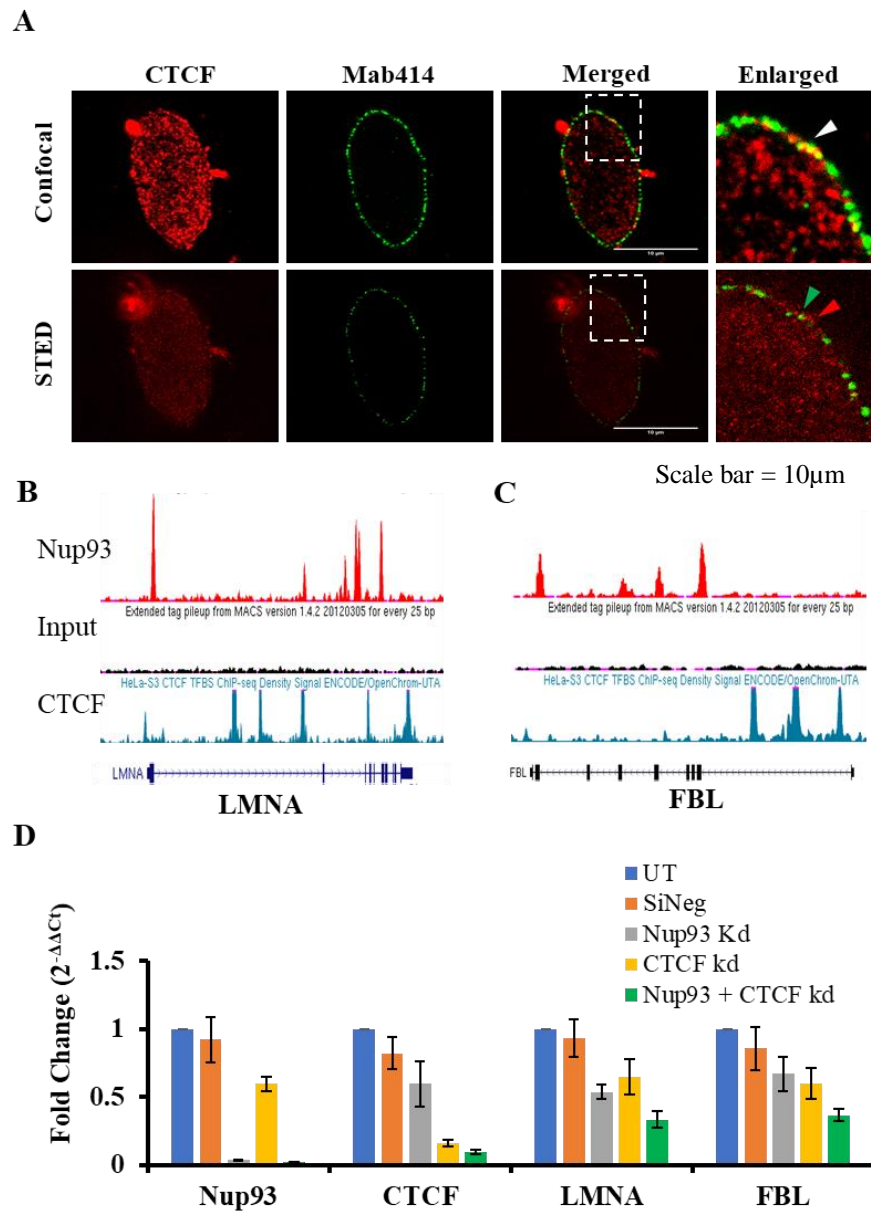 A
CTCF Mab414 Merged Enlarged
Confocal
10 µm
STED
10 µm
Scale bar = 10µm
B
C
Nup93
Extended tag pileup from MACS version 1.4.2 20120305 for every 25 bp
Extended tag pileup from MACS version 1.4.2 20120305 for every 25 bp
Input
HeLa-S3 CTCF TFBS ChIP-seq Density Signal ENCODE/OpenChrom-UTA
HeLa-S3 CTCF TFBS ChIP-seq Density Signal ENCODE/OpenChrom-UTA
CTCF
LMNA
FBL
LMNA
FBL
D
UT
SiNeg
Nup93 Kd
CTCF kd
Nup93 + CTCF kd
Fold Change (2-ΔΔCt)
1.5
1
0.5
0
Nup93 CTCF LMNA FBL